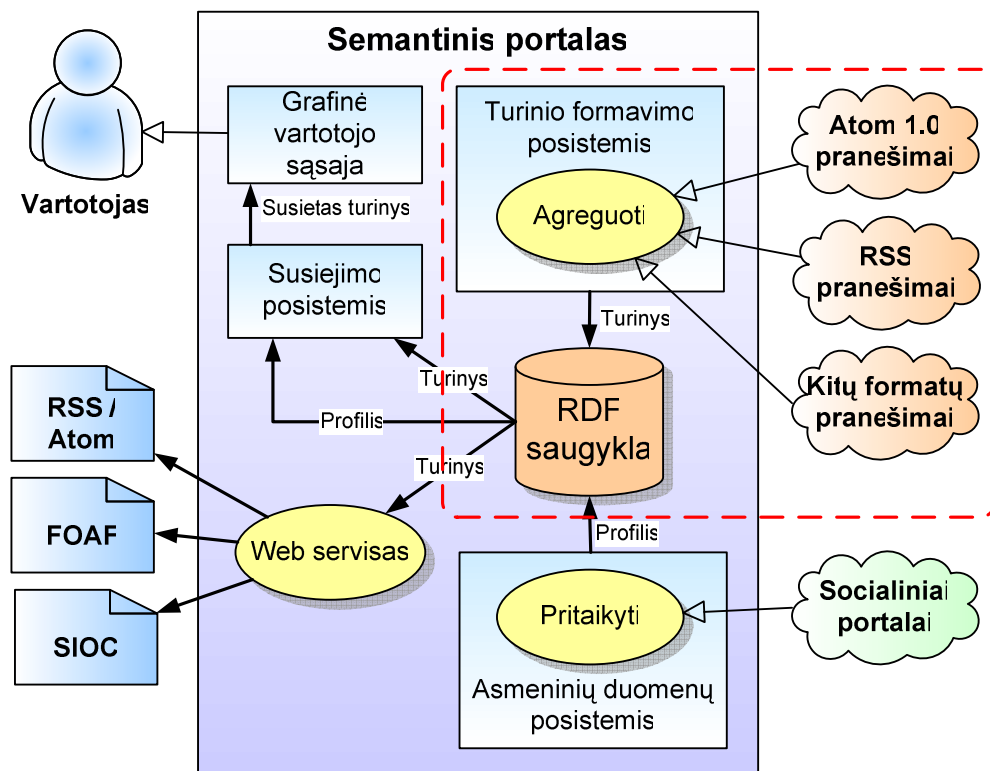 Semantinis portalas
Vartotojas
Grafinė
vartotojo
sąsaja
Susietas turinys
Susiejimo
posistemis
Turinio formavimo
posistemis
Agreguoti
Atom 1.0
pranešimai
RSS
pranešimai
Kitų formatų
pranešimai
Turinys
RDF
saugykla
Turinys
Profilis
Turinys
RSS /
Atom
FOAF
SIOC
Web servisas
Profilis
Pritaikyti
Asmeninių duomenų
posistemis
Socialiniai
portalai